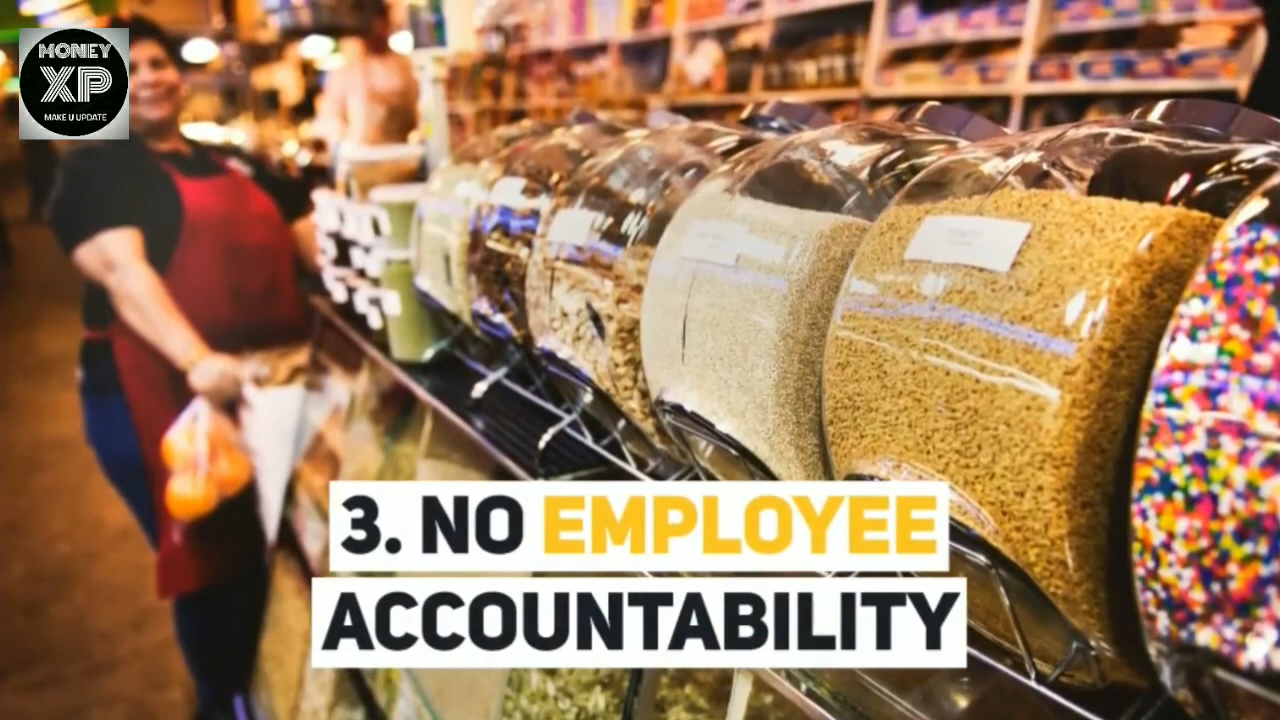 MONEY
XP
MAKE U UPDATE
3. NO EMPLOYEE
ACCOUNTABILITY